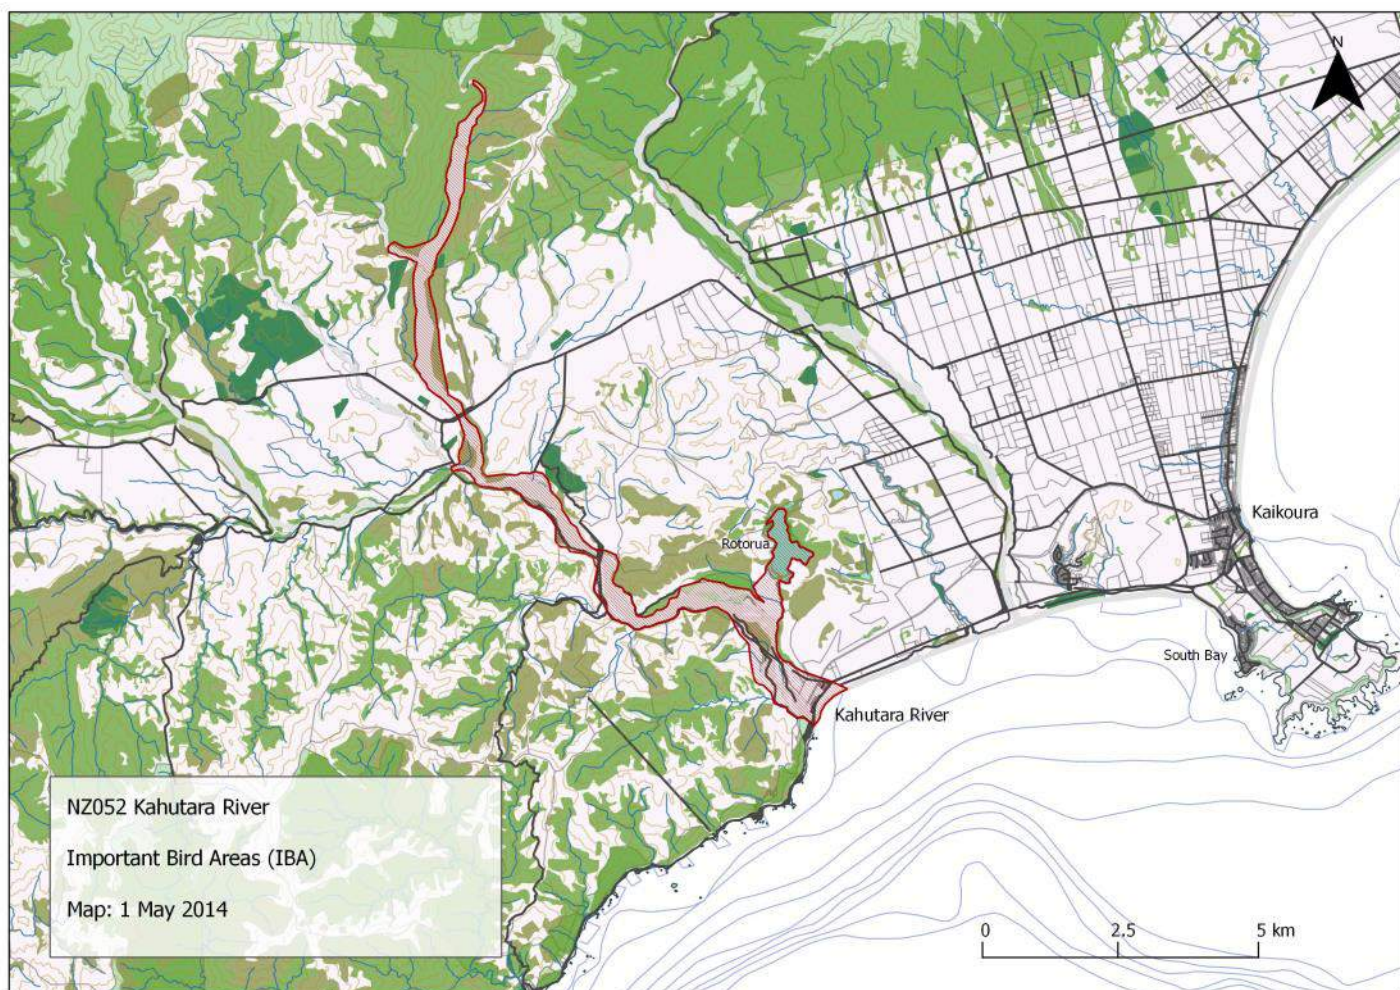 N
Kaikoura
Rotorua
South Bay
Kahutara River
NZ052 Kahutara River
Important Bird Areas (IBA)
Map: 1 May 2014
0 2.5 5 km